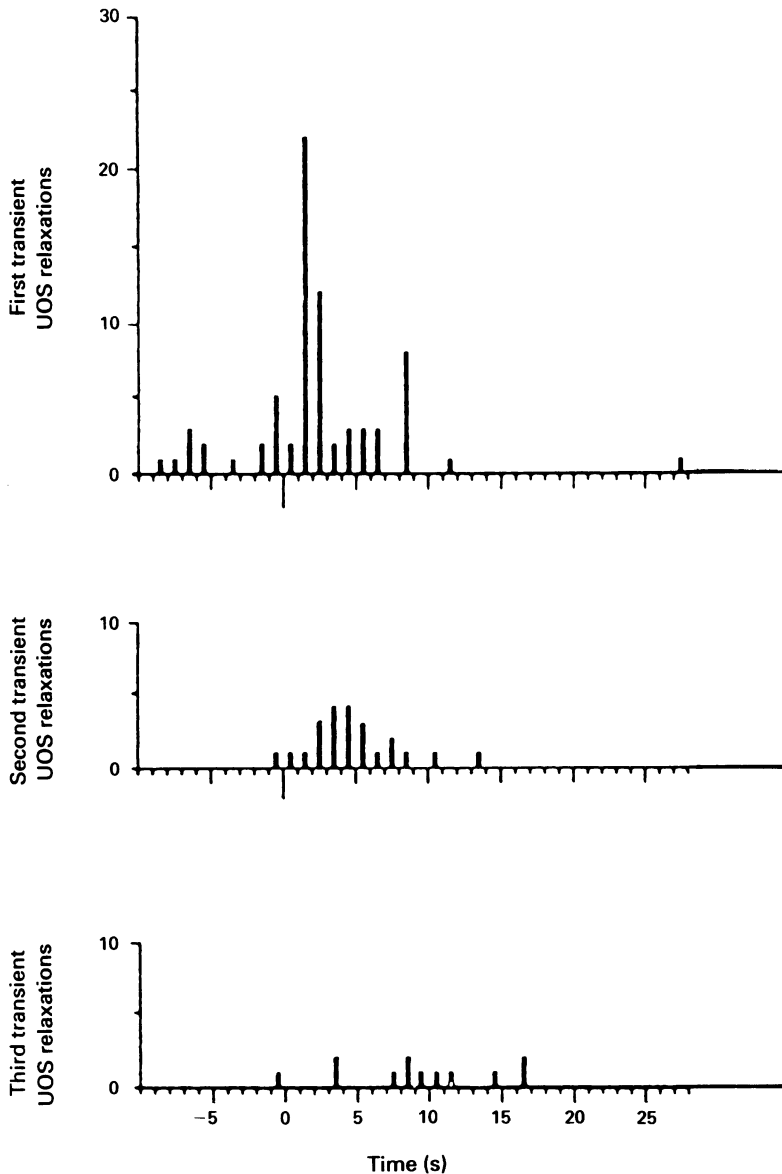 30
20
10
0
First transient
UOS relaxations
10
0
Second transient
UOS relaxations
10
0
Third transient
UOS relaxations
−5 0 5 10 15 20 25
Time (s)